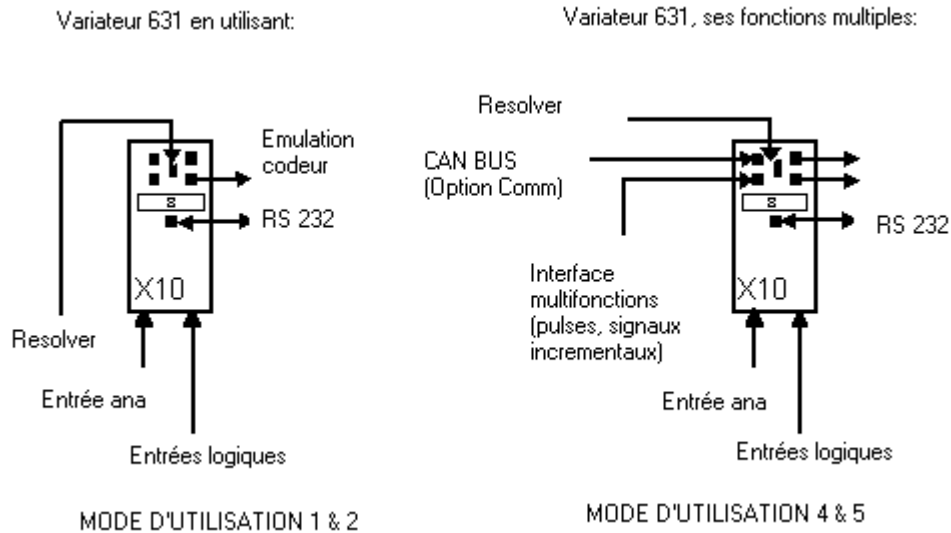 Variateur 631 en utilisant:
Resolver
Emulation
codeur
8
RS 232
X10
Entrée ana
Entrées logiques
MODE D'UTILISATION 1 & 2
Variateur 631, ses fonctions multiples:
Resolver
CAN BUS
(Option Comm)
Interface
multifonctions
(pulses, signaux
incrementaux)
8
RS 232
X10
Entrée ana
Entrées logiques
MODE D'UTILISATION 4 & 5